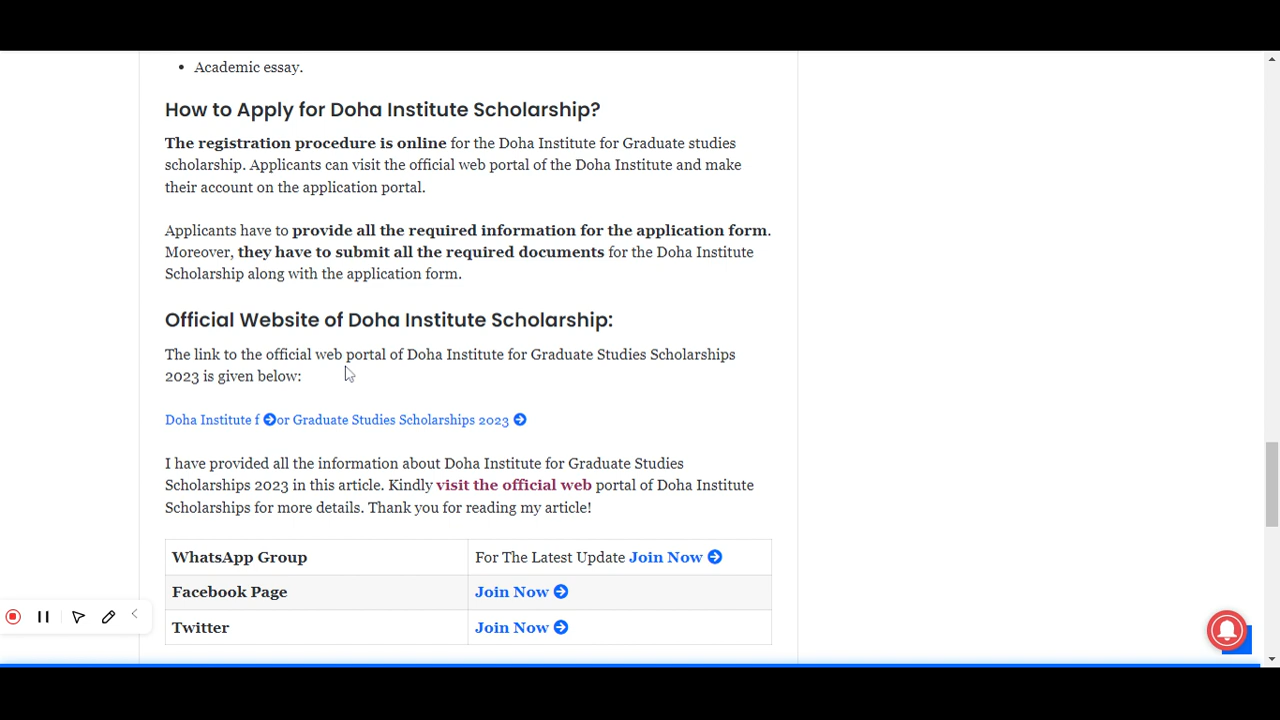 Academic essay.
How to Apply for Doha Institute Scholarship?
The registration procedure is online for the Doha Institute for Graduate studies
scholarship. Applicants can visit the official web portal of the Doha Institute and make
their account on the application portal.
Applicants have to provide all the required information for the application form.
Moreover, they have to submit all the required documents for the Doha Institute
Scholarship along with the application form.
Official Website of Doha Institute Scholarship:
The link to the official web portal of Doha Institute for Graduate Studies Scholarships
2023 is given below:
Doha Institute f or Graduate Studies Scholarships 2023
I have provided all the information about Doha Institute for Graduate Studies
Scholarships 2023 in this article. Kindly visit the official web portal of Doha Institute
Scholarships for more details. Thank you for reading my article!
WhatsApp Group For The Latest Update Join Now
Facebook Page Join Now
Twitter Join Now